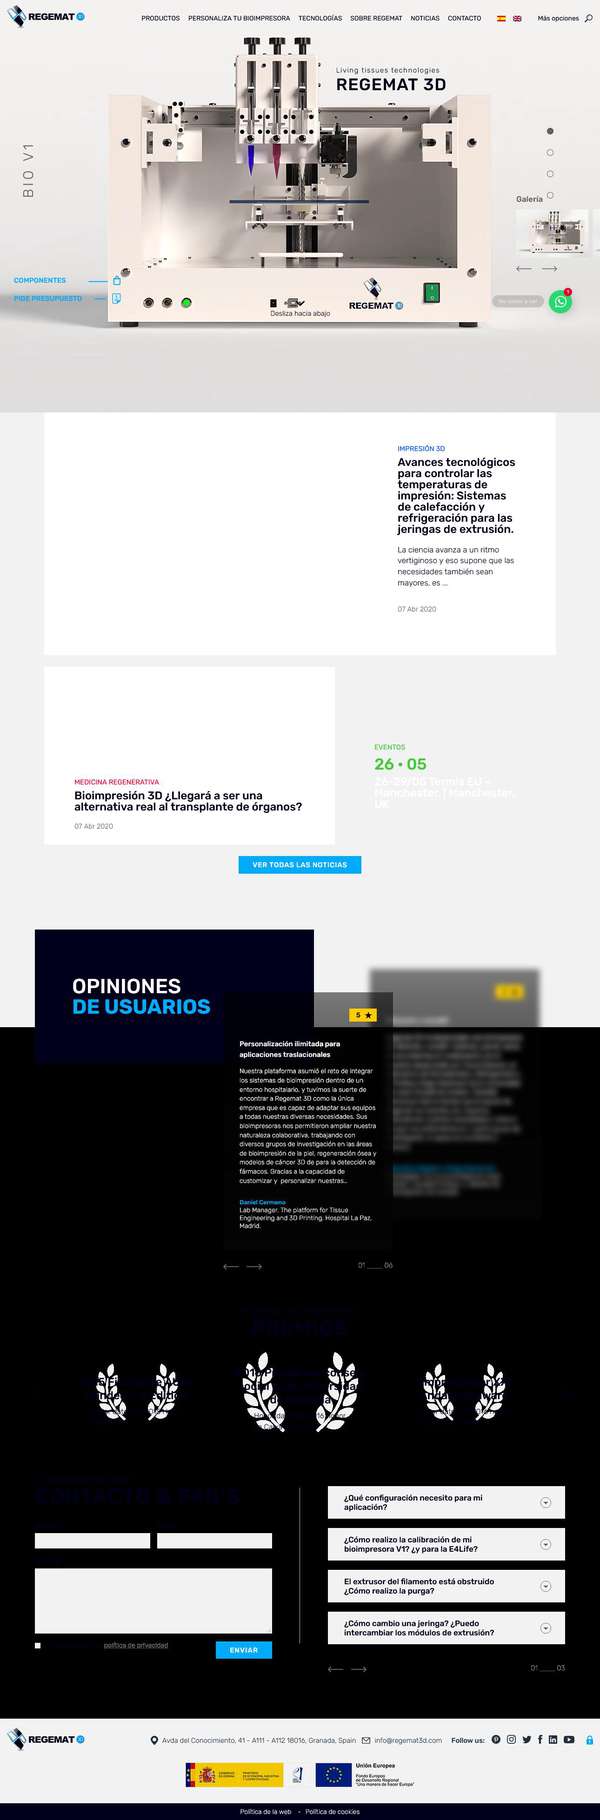 REGEMAT 3D
PRODUCTOS PERSONALIZA TU BIOIMPRESORA TECNOLOGÍAS SOBRE REGEMAT NOTICIAS CONTACTO Más opciones
Living tissues technologies
REGEMAT 3D
BIO V1
Galería
COMPONENTES
PIDE PRESUPUESTO
REGEMAT 3D
Desliza hacia abajo
1
IMPRESIÓN 3D
Avances tecnológicos
para controlar las
temperaturas de
impresión: Sistemas
de calefacción y
refrigeración para las
jeringas de extrusión.
La ciencia avanza a un ritmo
vertiginoso y eso supone que las
necesidades también sean
mayores, es ...
07 Abr 2020
MEDICINA REGENERATIVA
Bioimpresión 3D ¿Llegará a ser una
alternativa real al transplante de órganos?
07 Abr 2020
EVENTOS
26 • 05
26-29/05 Termis EU -
Manchester | Manchester,
UK
VER TODAS LAS NOTICIAS
OPINIONES
DE USUARIOS
5 ★
Personalización ilimitada para
aplicaciones traslacionales
Nuestra plataforma asumió el reto de integrar
los sistemas de bioimpresión dentro de un
entorno hospitalario, y tuvimos la suerte de
encontrar a Regemat 3D como la única
empresa que es capaz de adaptar sus equipos
a todas nuestras diversas necesidades. Sus
bioimpresoras nos permitieron ampliar nuestra
naturaleza colaborativa, trabajando con
diversos grupos de investigación en las áreas
de bioimpresión de la piel, regeneración ósea y
modelos de cáncer 3D de para la detección de
fármacos. Gracias a la capacidad de
customizar y personalizar nuestras...
Daniel Cermeno
Lab Manager. The platform for Tissue
Engineering and 3D Printing. Hospital La Paz,
Madrid.
01 ____ 06
PREMIOS
CONTACTO & FAQ'S
política de privacidad
ENVIAR
¿Qué configuración necesito para mi
aplicación?
¿Cómo realizo la calibración de mi
bioimpresora V1? ¿y para la E4Life?
El extrusor del filamento está obstruido
¿Cómo realizo la purga?
¿Cómo cambio una jeringa? ¿Puedo
intercambiar los módulos de extrusión?
01 ____ 03
REGEMAT 3D
Avda del Conocimiento, 41 - A111 - A112 18016, Granada, Spain info@regemat3d.com Follow us:
Unión Europea
Fondo Europeo
de Desarrollo Regional
"Una manera de hacer Europa"
Política de la web • Política de cookies